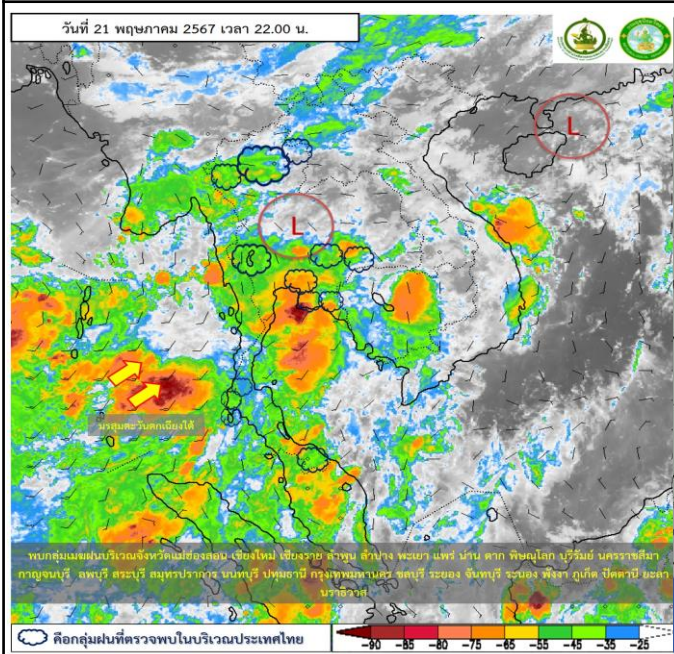 วันที่ 21 พฤษภาคม 2567 เวลา 22.00 น.
L
L
มรสุมตะวันตกเฉียงใต้
พบกลุ่มเมฆฝนบริเวณจังหวัดแม่ฮ่องสอน เชียงใหม่ เชียงราย ลำพูน ลำปาง พะเยา แพร่ น่าน ตาก พิษณุโลก บุรีรัมย์ นครราชสีมา
กาญจนบุรี ลพบุรี สระบุรี สมุทรปราการ นนทบุรี ปทุมธานี กรุงเทพมหานคร ชลบุรี ระยอง จันทบุรี ระนอง พังงา ภูเก็ต ปัตตานี ยะลา
นราธิวาส
คือกลุ่มฝนที่ตรวจพบในบริเวณประเทศไทย
-90 -85 -80 -75 -65 -55 -45 -35 -25